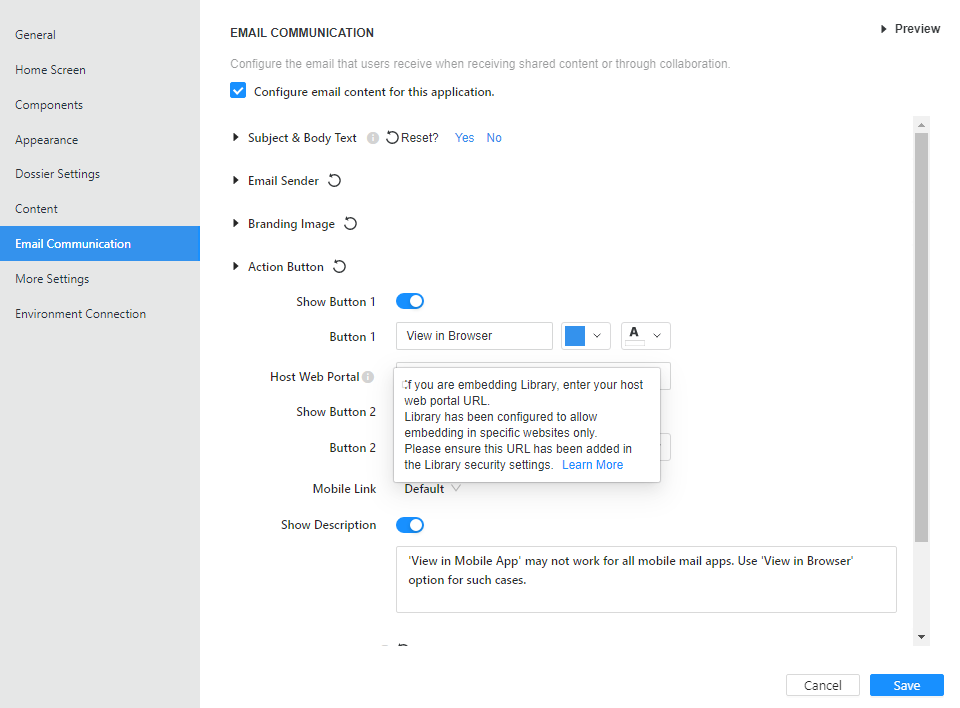 General
Home Screen
Components
Appearance
Dossier Settings
Content
Email Communication
More Settings
Environment Connection
EMAIL COMMUNICATION
Preview
Configure the email that users receive when receiving shared content or through collaboration.
Configure email content for this application.
Subject & Body Text Reset? Yes No
Email Sender
Branding Image
Action Button
Show Button 1
Button 1 View in Browser A
Host Web Portal
If you are embedding Library, enter your host
web portal URL.
Library has been configured to allow
embedding in specific websites only.
Please ensure this URL has been added in
the Library security settings. Learn More
Show Button 2
Button 2
Mobile Link Default
Show Description
'View in Mobile App' may not work for all mobile mail apps. Use 'View in Browser'
option for such cases.
Cancel Save